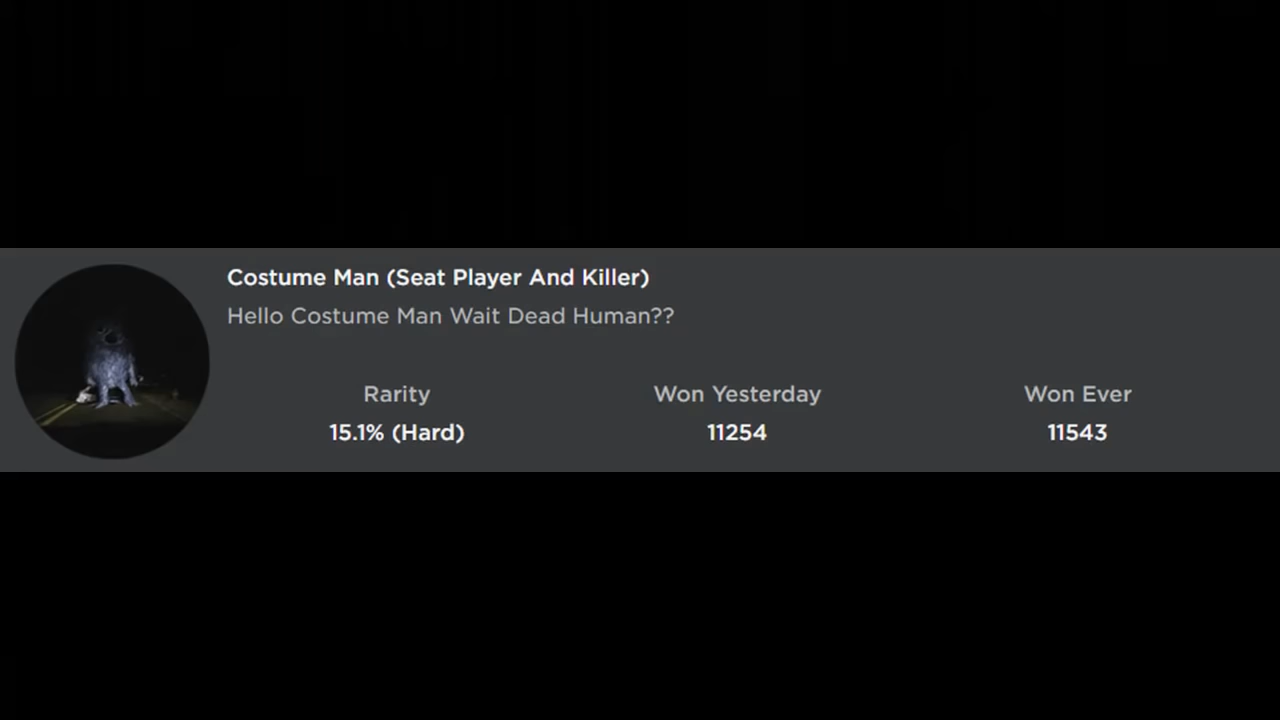 Costume Man (Seat Player And Killer)
Hello Costume Man Wait Dead Human??
Rarity Won Yesterday Won Ever
15.1% (Hard) 11254 11543